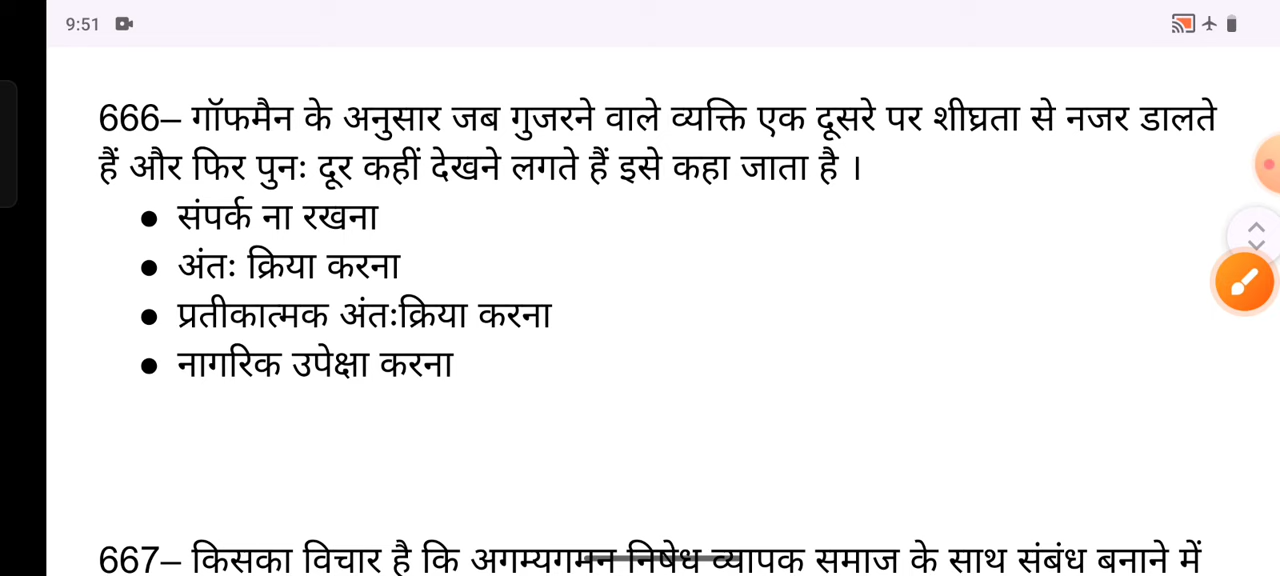 9:51
666– गॉफमैन के अनुसार जब गुजरने वाले व्यक्ति एक दूसरे पर शीघ्रता से नजर डालते
हैं और फिर पुनः दूर कहीं देखने लगते हैं इसे कहा जाता है ।
● संपर्क ना रखना
● अंतः क्रिया करना
● प्रतीकात्मक अंतःक्रिया करना
● नागरिक उपेक्षा करना
667– किसका विचार है कि अगम्यगमन निषेध व्यापक समाज के साथ संबंध बनाने में